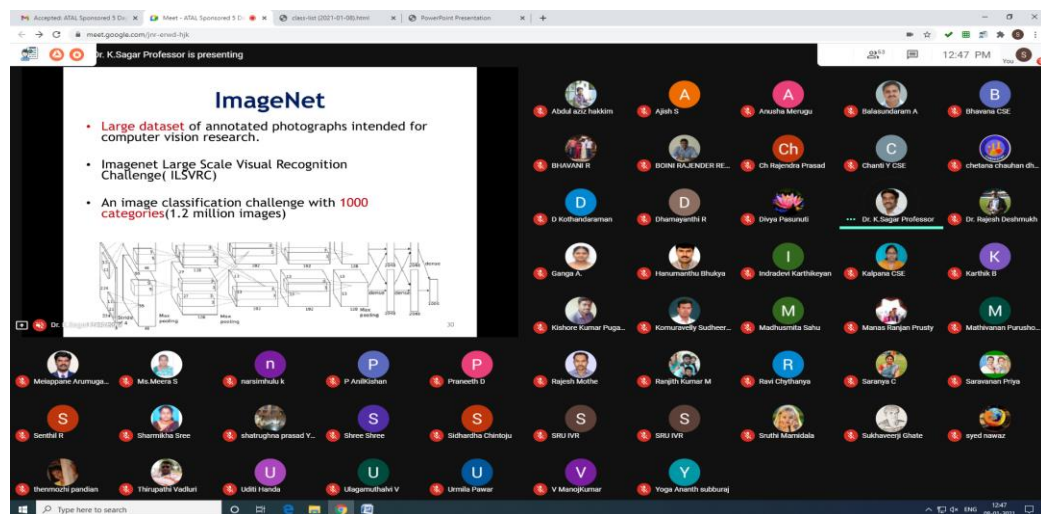 Accepted: ATAL Sponsored 5 Da
Meet - ATAL Sponsored 5 D
class-list (2021-01-08).html
PowerPoint Presentation
meet.google.com/jnr-erwd-hjk
Dr. K.Sagar Professor is presenting
63
12:47 PM
You
S
ImageNet
• Large dataset of annotated photographs intended for
computer vision research.
• Imagenet Large Scale Visual Recognition
Challenge( ILSVRC)
• An image classification challenge with 1000
categories(1.2 million images)
Max
pooling
Max
pooling
Max
pooling
dense
30
Abdul aziz hakkim
A
Ajish S
A
Anusha Merugu
Balasundaram A
B
Bhavana CSE
BHAVANI R
BOINI RAJENDER RE...
Ch
Ch Rajendra Prasad
C
Chanti Y CSE
chetana chauhan dh...
D
D Kothandaraman
D
Dhamayanthi R
Divya Pasunuti
Dr. K.Sagar Professor
Dr. Rajesh Deshmukh
Ganga A.
Hanumanthu Bhukya
I
Indradevi Karthikeyan
Kalpana CSE
K
Karthik B
Kishore Kumar Puga...
Komuravelly Sudheer...
M
Madhusmita Sahu
Manas Ranjan Prusty
M
Mathivanan Purusho...
Meiappane Arumuga...
Ms.Meera S
n
narsimhulu k
P
P AnilKishan
P
Praneeth D
Rajesh Mothe
Ranjith Kumar M
R
Ravi Chythanya
Saranya C
Saravanan Priya
S
Senthil R
Sharmikha Sree
shatrughna prasad Y...
S
Shree Shree
S
Sidhardha Chintoju
S
SRU IVR
S
SRU IVR
Sruthi Mamidala
Sukhaveerji Ghate
syed nawaz
thenmozhi pandian
Thirupathi Vadluri
U
Uditi Handa
U
Ulagamuthalvi V
U
Urmila Pawar
V
V ManojKumar
Y
Yoga Ananth subburaj
Type here to search
ENG
12:47
08-01-2021